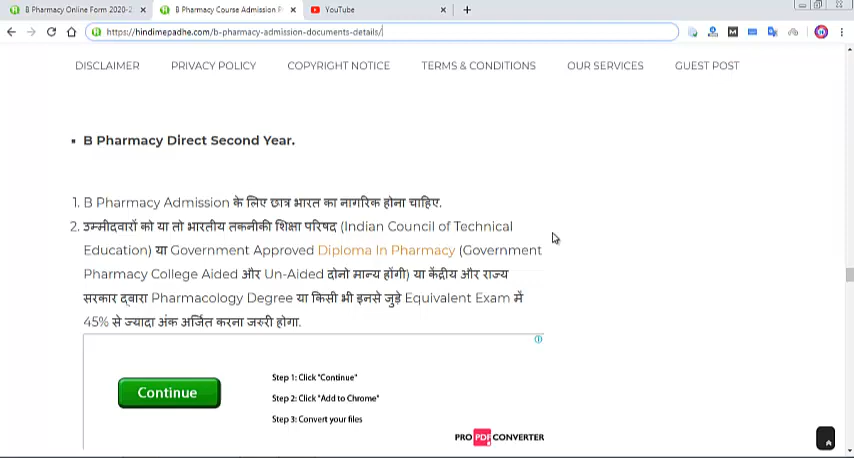 B Pharmacy Online Form 2020-2
B Pharmacy Course Admission P
YouTube
https://hindimepadhe.com/b-pharmacy-admission-documents-details/
DISCLAIMER PRIVACY POLICY COPYRIGHT NOTICE TERMS & CONDITIONS OUR SERVICES GUEST POST
B Pharmacy Direct Second Year.
1. B Pharmacy Admission के लिए छात्र भारत का नागरिक होना चाहिए.
2. उम्मीदवारों को या तो भारतीय तकनीकी शिक्षा परिषद (Indian Council of Technical
Education) या Government Approved Diploma In Pharmacy (Government
Pharmacy College Aided और Un-Aided दोनो मान्य होंगी) या केंद्रीय और राज्य
सरकार द्वारा Pharmacology Degree या किसी भी इनसे जुड़े Equivalent Exam में
45% से ज्यादा अंक अर्जित करना जरुरी होगा.
Continue
Step 1: Click "Continue"
Step 2: Click "Add to Chrome"
Step 3: Convert your files
PRO PDF CONVERTER